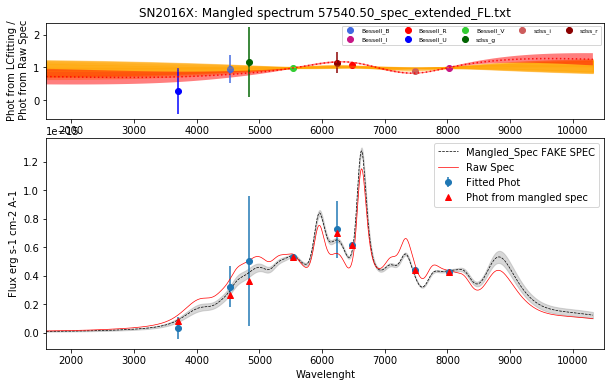 SN2016X: Mangled spectrum 57540.50_spec_extended_FL.txt
Phot from LCfitting /
Phot from Raw Spec
2
1
0
Bessell_B
Bessell_I
Bessell_R
Bessell_U
Bessell_V
sdss_g
sdss_i
sdss_r
2000 3000 4000 5000 6000 7000 8000 9000 10000
1e-15
Flux erg s-1 cm-2 A-1
1.2
1.0
0.8
0.6
0.4
0.2
0.0
Mangled_Spec FAKE SPEC
Raw Spec
Fitted Phot
Phot from mangled spec
2000 3000 4000 5000 6000 7000 8000 9000 10000
Wavelenght